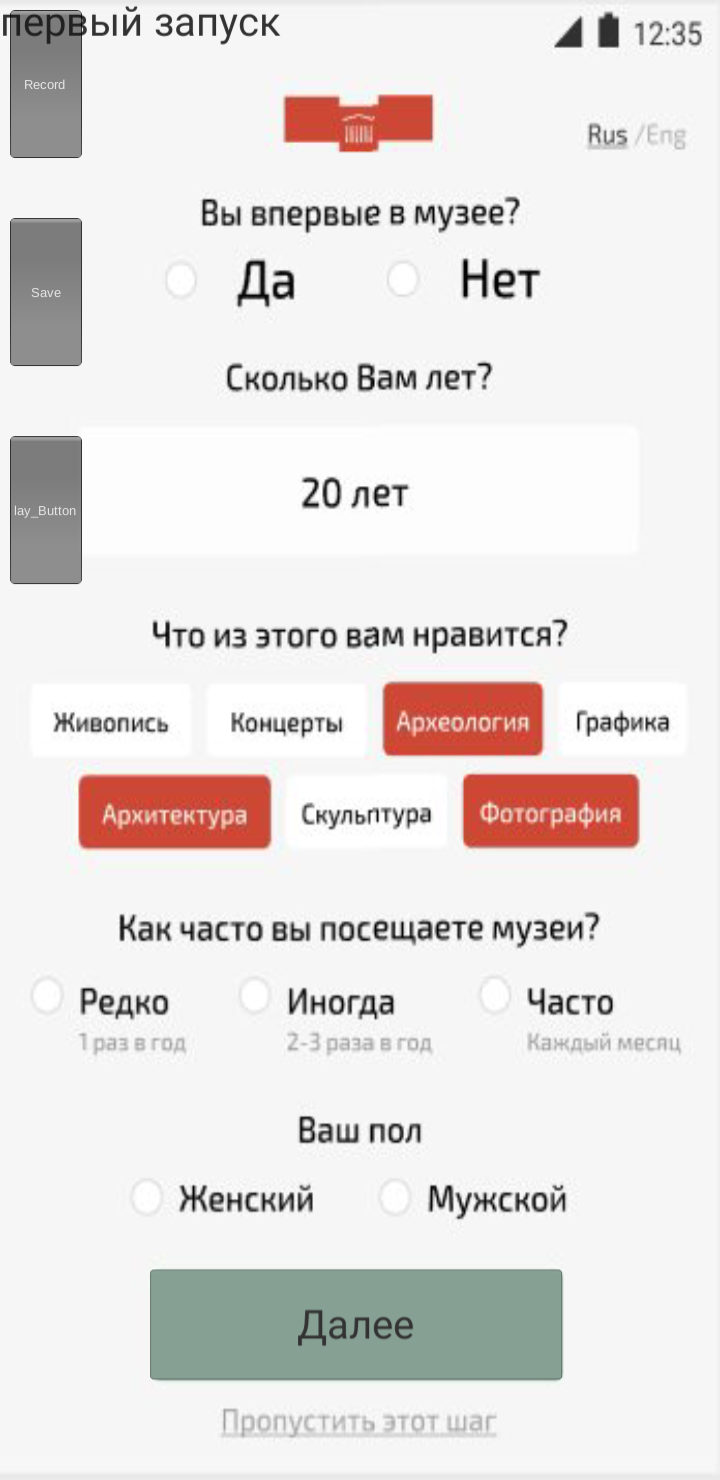 первый запуск
12:35
Record
Rus /Eng
Вы впервые в музее?
Да Нет
Save
Сколько Вам лет?
20 лет
lay_Button
Что из этого вам нравится?
Живопись Концерты Археология Графика
Архитектура Скульптура Фотография
Как часто вы посещаете музеи?
Редко Иногда Часто
1 раз в год 2-3 раза в год Каждый месяц
Ваш пол
Женский Мужской
Далее
Пропустить этот шаг